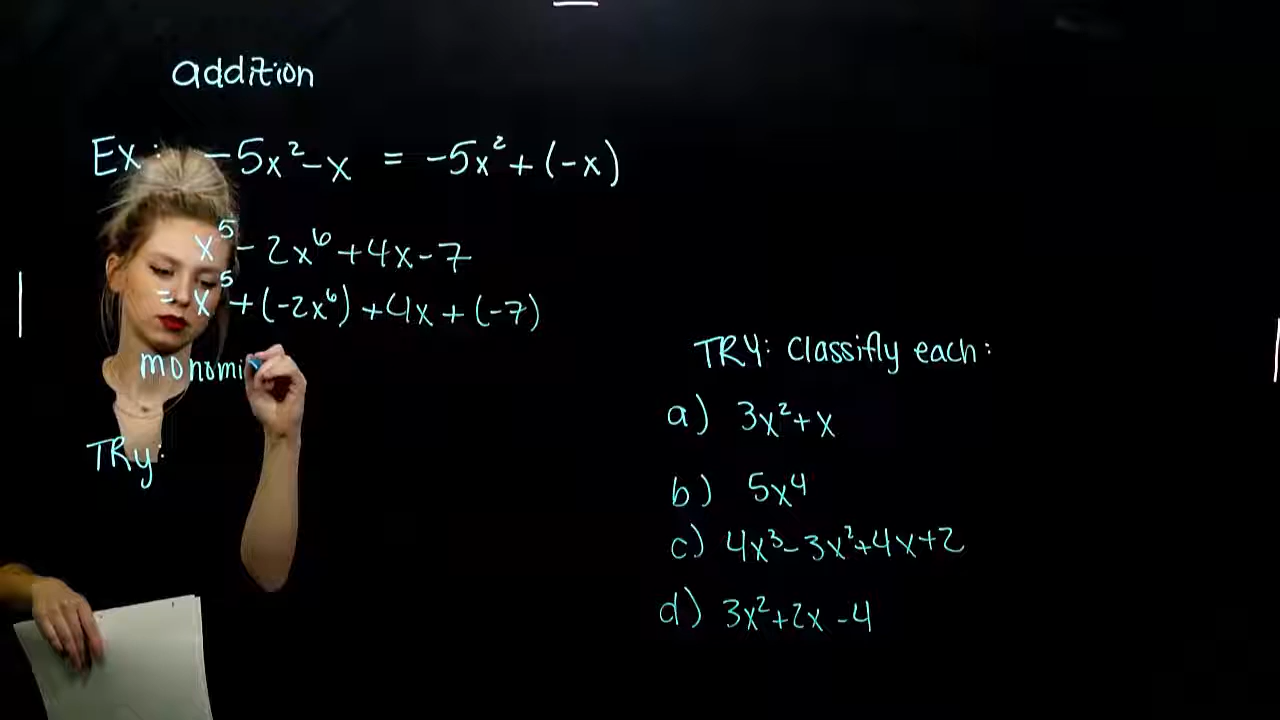 addition
Ex: -5x² - x = -5x² + (-x)
x⁵ - 2x⁶ + 4x - 7
= x⁵ + (-2x⁶) + 4x + (-7)
monomi
TRy:
TRY: Classifly each:
a) 3x² + x
b) 5x⁴
c) 4x³ - 3x² + 4x + 2
d) 3x² + 2x - 4